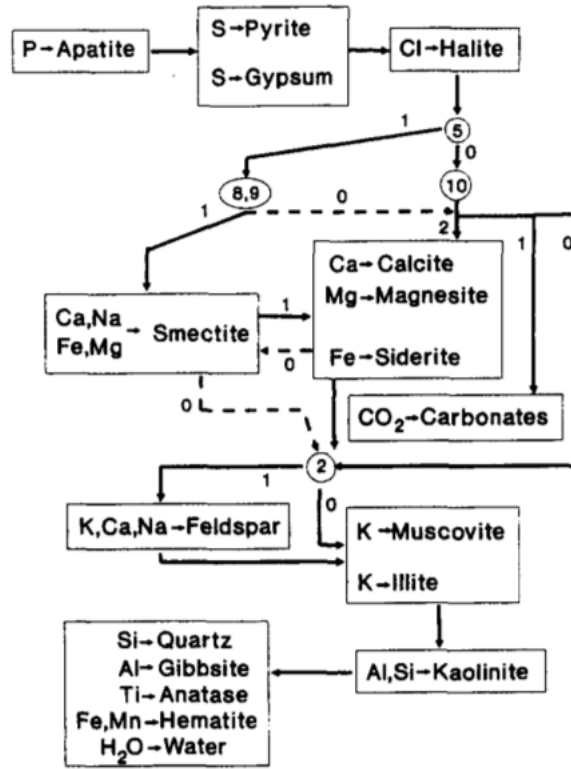 P→Apatite
S→Pyrite
S→Gypsum
Cl→Halite
5
1
0
8,9
10
0
1
2
1
0
Ca→Calcite
Mg→Magnesite
Fe→Siderite
Ca,Na
Fe,Mg
→ Smectite
1
0
0
CO₂→Carbonates
2
1
0
K,Ca,Na→Feldspar
K→Muscovite
K→Illite
Si→Quartz
Al→Gibbsite
Ti→Anatase
Fe,Mn→Hematite
H₂O→Water
Al,Si→Kaolinite